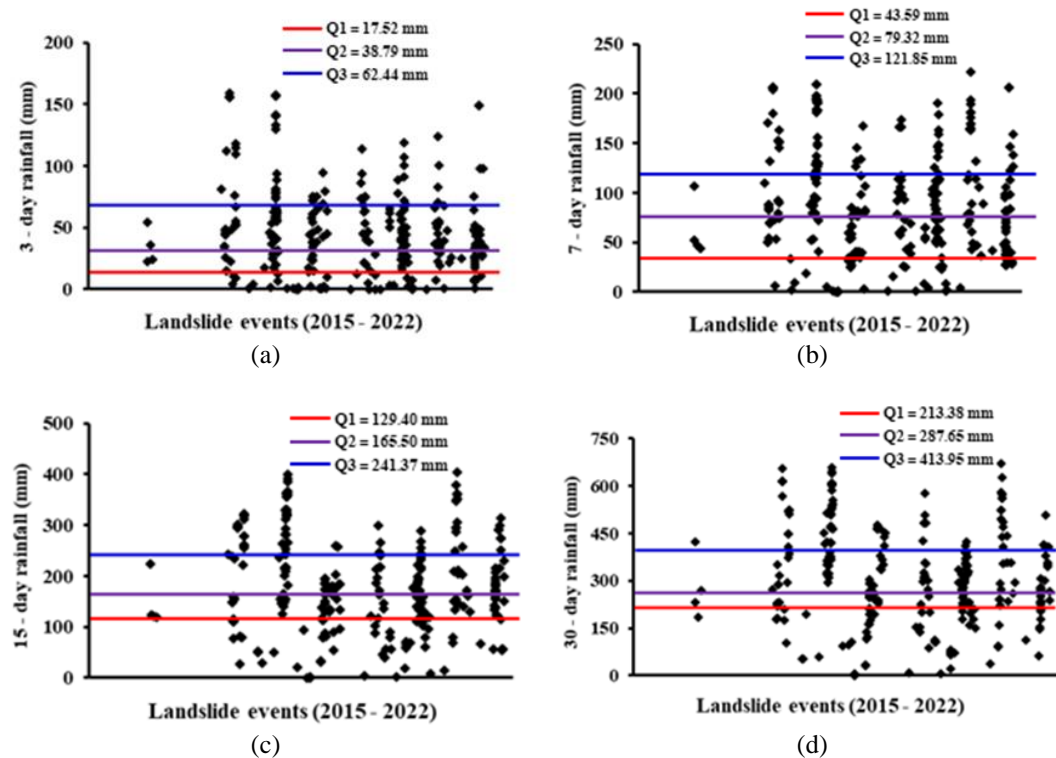 Q1 = 17.52 mm
Q2 = 38.79 mm
Q3 = 62.44 mm
200
150
100
50
0
3 - day rainfall (mm)
Landslide events (2015 - 2022)
(a)
Q1 = 43.59 mm
Q2 = 79.32 mm
Q3 = 121.85 mm
250
200
150
100
50
0
7 - day rainfall (mm)
Landslide events (2015 - 2022)
(b)
Q1 = 129.40 mm
Q2 = 165.50 mm
Q3 = 241.37 mm
500
400
300
200
100
0
15 - day rainfall (mm)
Landslide events (2015 - 2022)
(c)
Q1 = 213.38 mm
Q2 = 287.65 mm
Q3 = 413.95 mm
750
600
450
300
150
0
30 - day rainfall (mm)
Landslide events (2015 - 2022)
(d)